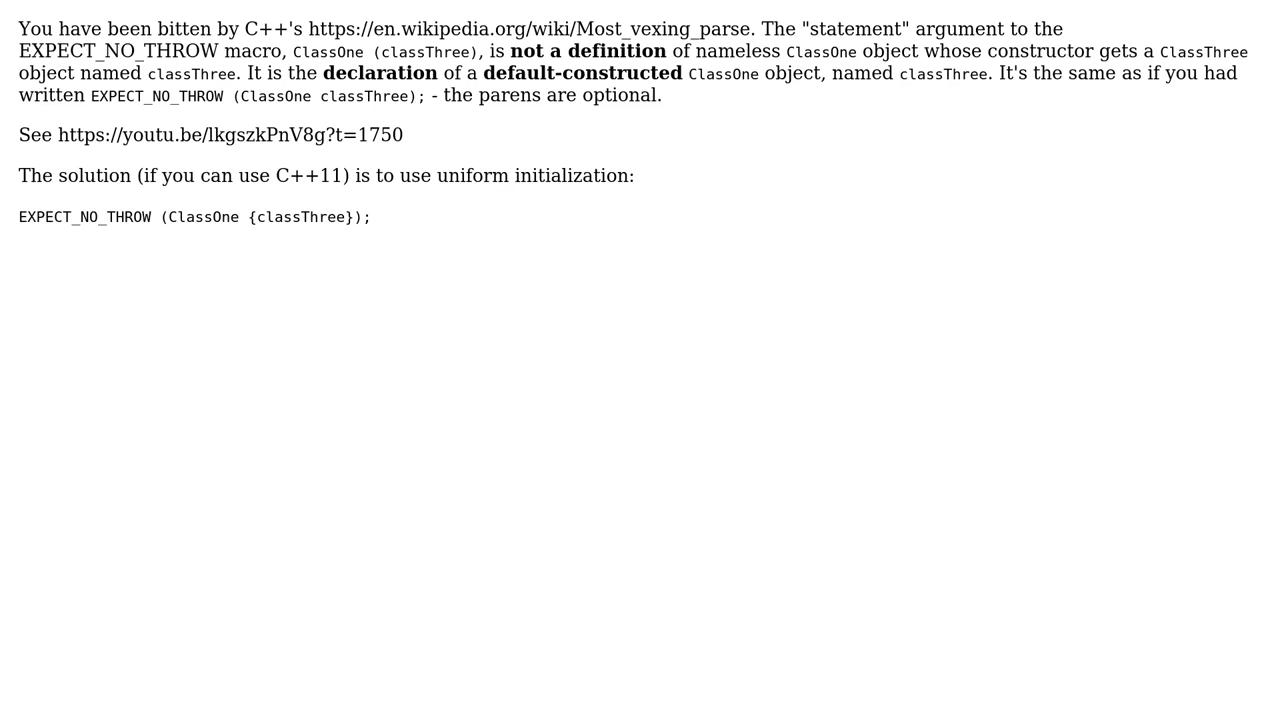 You have been bitten by C++'s https://en.wikipedia.org/wiki/Most_vexing_parse. The "statement" argument to the
EXPECT_NO_THROW macro, ClassOne (classThree), is not a definition of nameless ClassOne object whose constructor gets a ClassThree
object named classThree. It is the declaration of a default-constructed ClassOne object, named classThree. It's the same as if you had
written EXPECT_NO_THROW (ClassOne classThree); - the parens are optional.
See https://youtu.be/lkgszkPnV8g?t=1750
The solution (if you can use C++11) is to use uniform initialization:
EXPECT_NO_THROW (ClassOne {classThree});